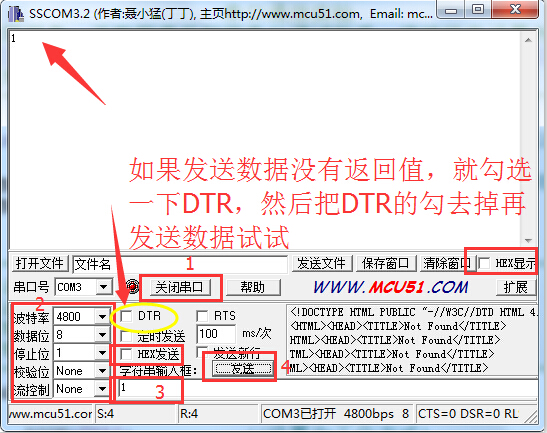 SSCOM3.2 (作者:聂小猛(丁丁), 主页http://www.mcu51.com, Email: mc...
1
如果发送数据没有返回值，就勾选
一下DTR，然后把DTR的勾去掉再
发送数据试试
1
打开文件 文件名 发送文件 保存窗口 清除窗口 HEX显示
串口号 COM3 关闭串口 帮助 WWW.MCU51.COM 扩展
2
波特率 4800 DTR RTS
数据位 8 定时发送 100 ms/次
停止位 1 HEX发送 发送新行
校验位 None 字符串输入框: 发送 4
流控制 None 1 3
<!DOCTYPE HTML PUBLIC "-//W3C//DTD HTML 4.
<HTML><HEAD><TITLE>Not Found</TITLE>
HTML><HEAD><TITLE>Not Found</TITLE>
TML><HEAD><TITLE>Not Found</TITLE>
ML><HEAD><TITLE>Not Found</TITLE>
www.mcu51.cor S:4 R:4 COM3已打开 4800bps 8 CTS=0 DSR=0 RL